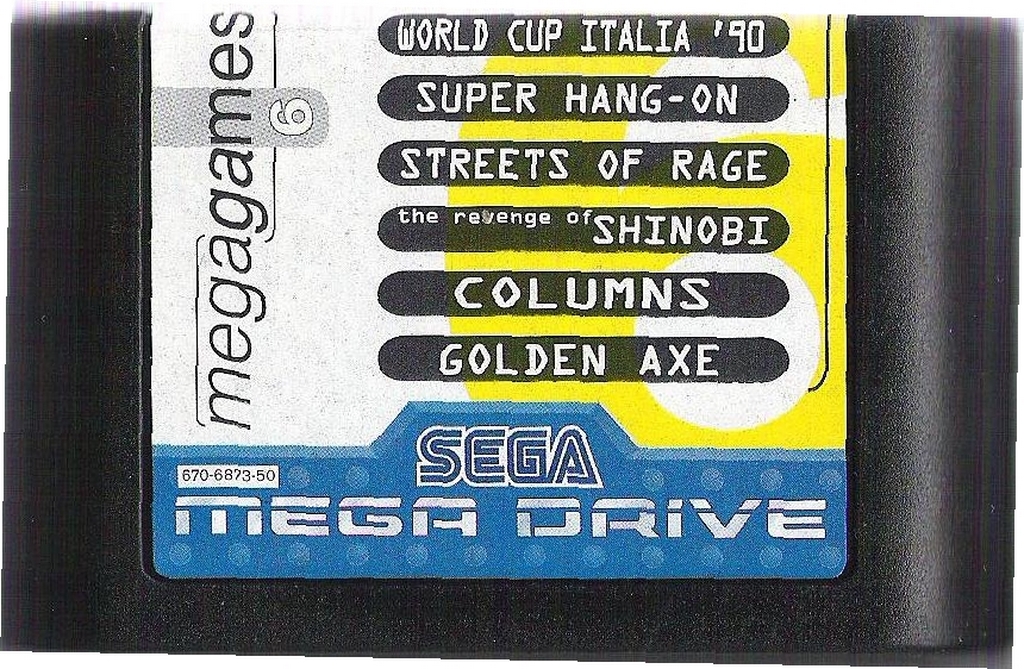 megagames
6
WORLD CUP ITALIA '90
SUPER HANG-ON
STREETS OF RAGE
the revenge of SHINOBI
COLUMNS
GOLDEN AXE
SEGA
670-6873-50
MEGA DRIVE